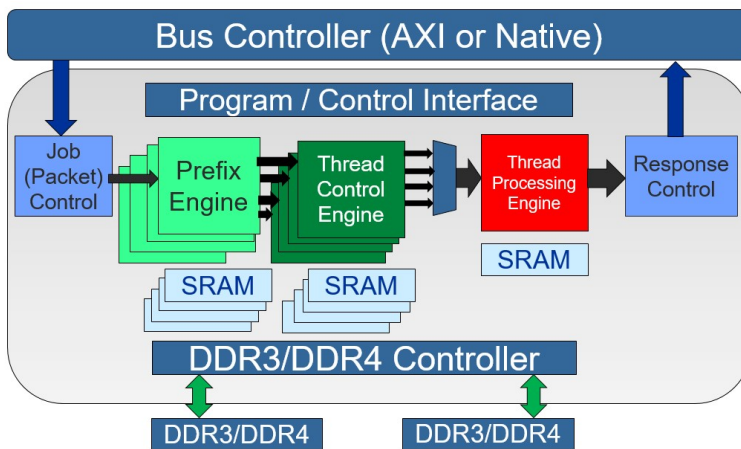 Bus Controller (AXI or Native)
Program / Control Interface
Job
(Packet)
Control
Prefix
Engine
Thread
Control
Engine
Thread
Processing
Engine
Response
Control
SRAM
SRAM
SRAM
DDR3/DDR4 Controller
DDR3/DDR4
DDR3/DDR4